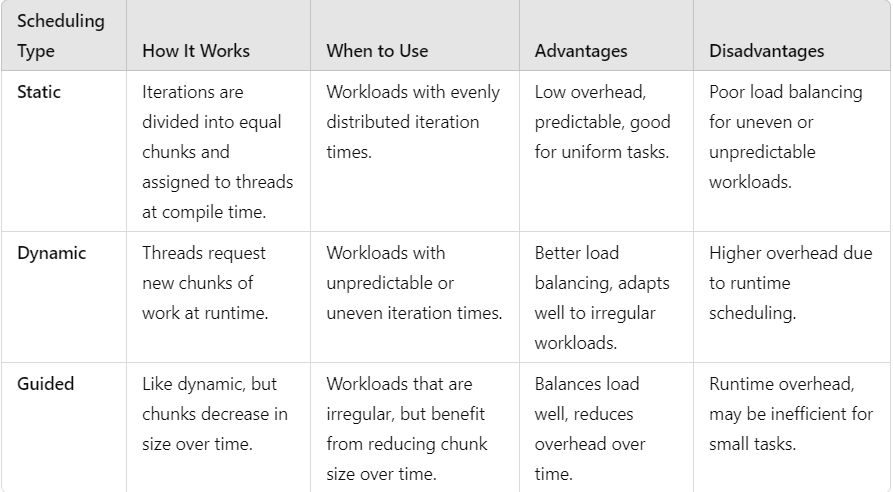 Scheduling
Type
How It Works
When to Use
Advantages
Disadvantages
Static
Iterations are
divided into equal
chunks and
assigned to threads
at compile time.
Workloads with evenly
distributed iteration
times.
Low overhead,
predictable, good
for uniform tasks.
Poor load balancing
for uneven or
unpredictable
workloads.
Dynamic
Threads request
new chunks of
work at runtime.
Workloads with
unpredictable or
uneven iteration times.
Better load
balancing, adapts
well to irregular
workloads.
Higher overhead due
to runtime
scheduling.
Guided
Like dynamic, but
chunks decrease in
size over time.
Workloads that are
irregular, but benefit
from reducing chunk
size over time.
Balances load
well, reduces
overhead over
time.
Runtime overhead,
may be inefficient for
small tasks.